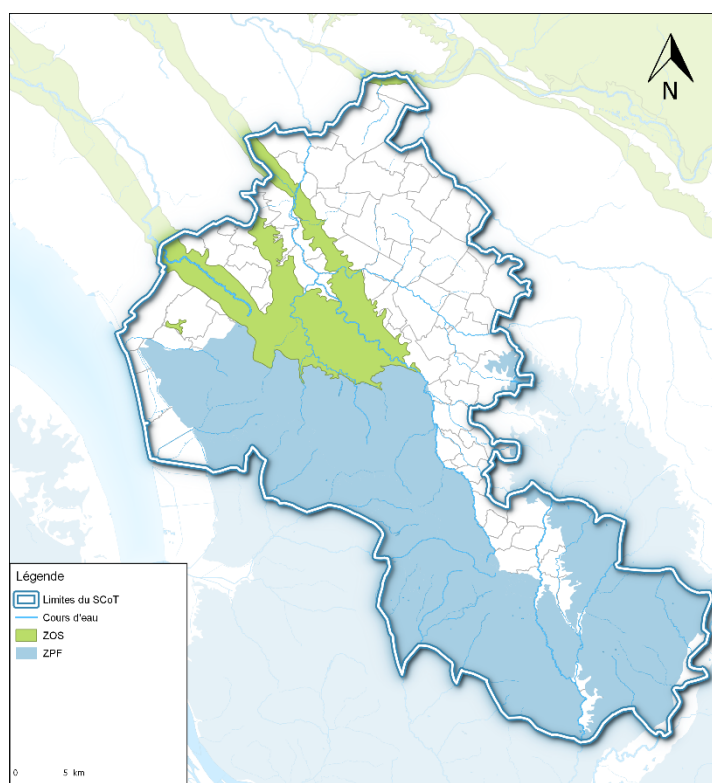 N
Légende
Limites du SCoT
Cours d'eau
ZOS
ZPF
0 5 km